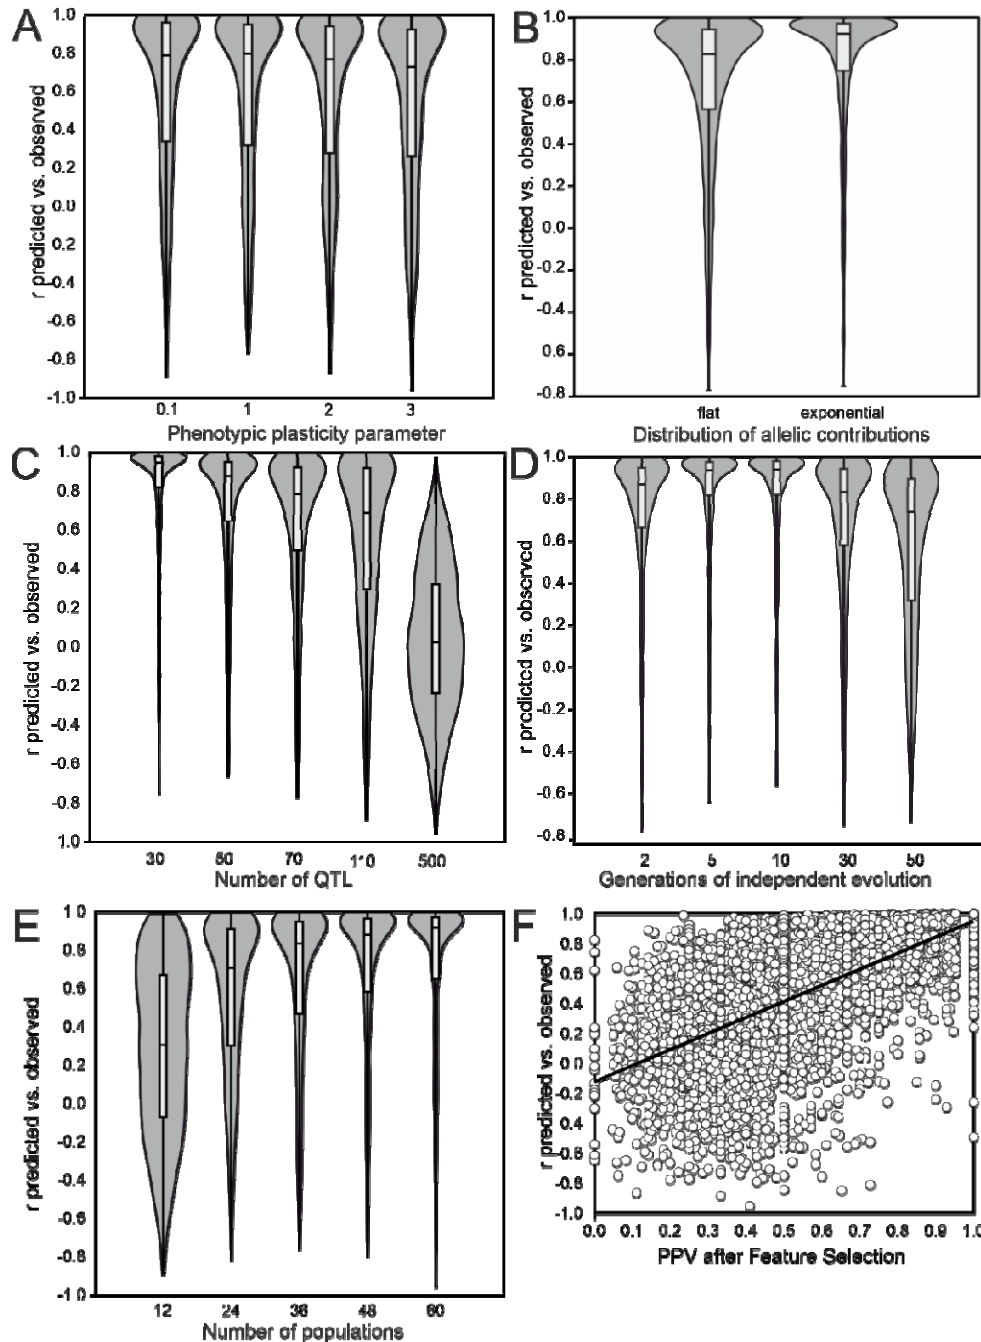 A
r predicted vs. observed
1.0
0.8
0.6
0.4
0.2
0.0
0.2
-0.4
-0.6
-0.8
-1.0
0.1 1 2 3
Phenotypic plasticity parameter
B
r predicted vs. observed
1.0
0.8
0.6
0.4
0.2
-0.0
-0.2
-0.4
0.6
-0.8
flat exponential
Distribution of allelic contributions
C
r predicted vs. observed
1.0
0.8
0.6
0.4
0.2
0.0
-0.2
-0.4
-0.6
-0.8
1.0
30 70 500
Number of QTL
D
r predicted vs. observed
1.0
0.8
0.6
0.4
0.2
0.0
-0.2
0.4
-0.6
-0.8
2 5 10 30 50
Generations of independent evolution
E
r predicted vs. observed
1.0
0.8
0.6
0.4
0.2
0.0
-0.2
-0.4
-0.6
-0.8
-1 0
12 24 36 48 60
Number of populations
F
r predicted vs. observed
1.0
0.8
0.6
0.4
0.2
0.0
-0.2
0.4
-0.6
-0.8
-1.0
0.0 0.1 0.2 0.3 0.4 0.5 0.6 0.7 0.8 0.9 1.0
PPV after Feature Selection